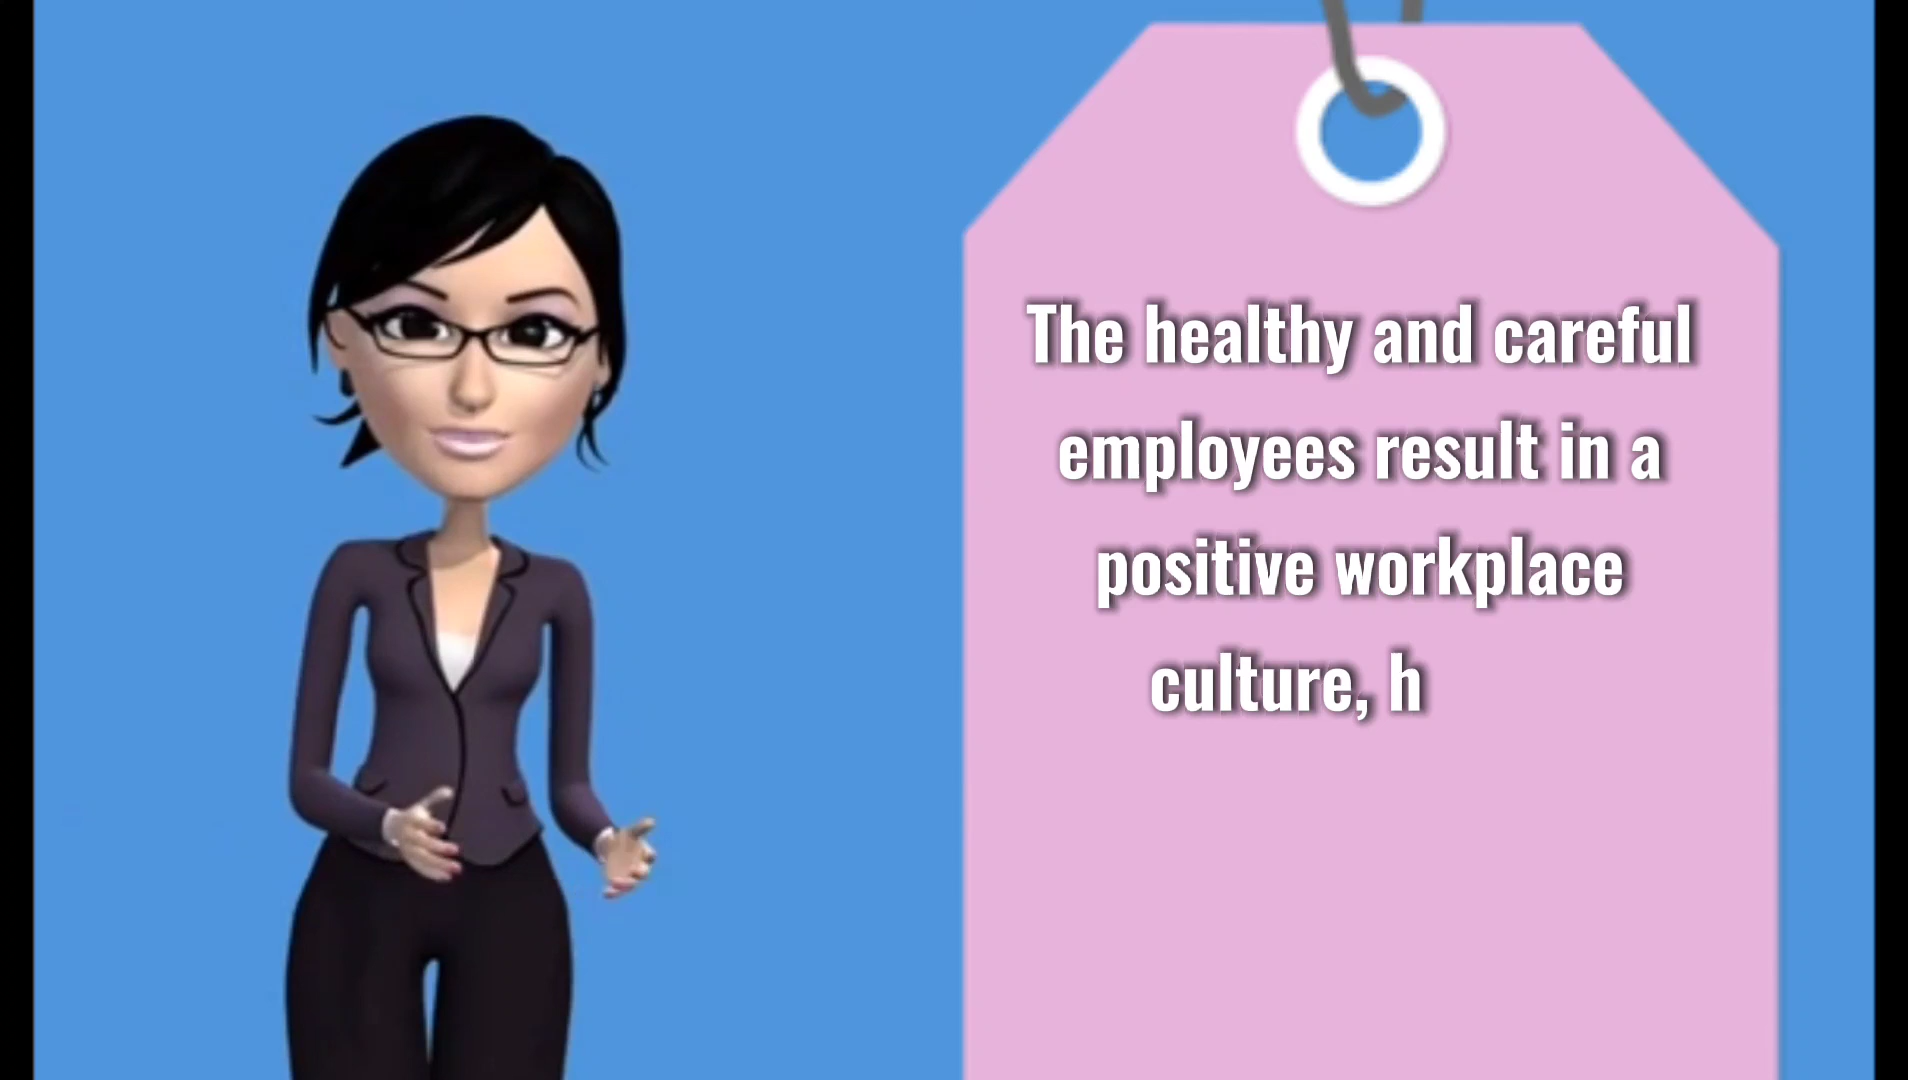 The healthy and careful
employees result in a
positive workplace
culture, h